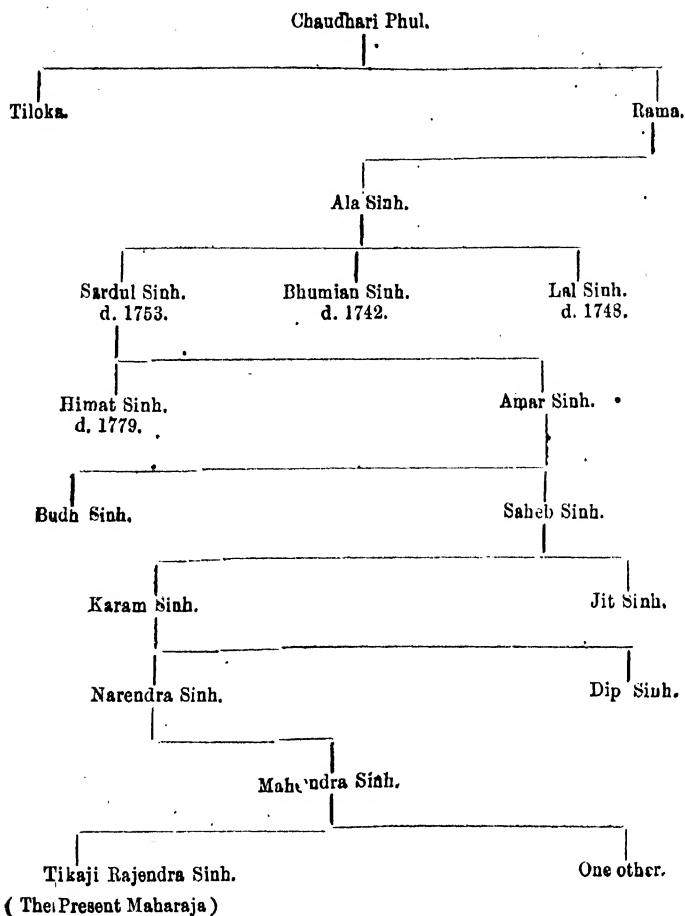 Chaudhari Phul.
Tiloka. Rama.
Ala Sinh.
Sardul Sinh. Bhumian Sinh. Lal Sinh.
d. 1753. d. 1742. d. 1748.
Himat Sinh. Amar Sinh.
d. 1779.
Budh Sinh. Saheb Sinh.
Karam Sinh. Jit Sinh.
Narendra Sinh. Dip Sinh.
Mahendra Sinh.
Tikaji Rajendra Sinh. One other.
( The Present Maharaja )